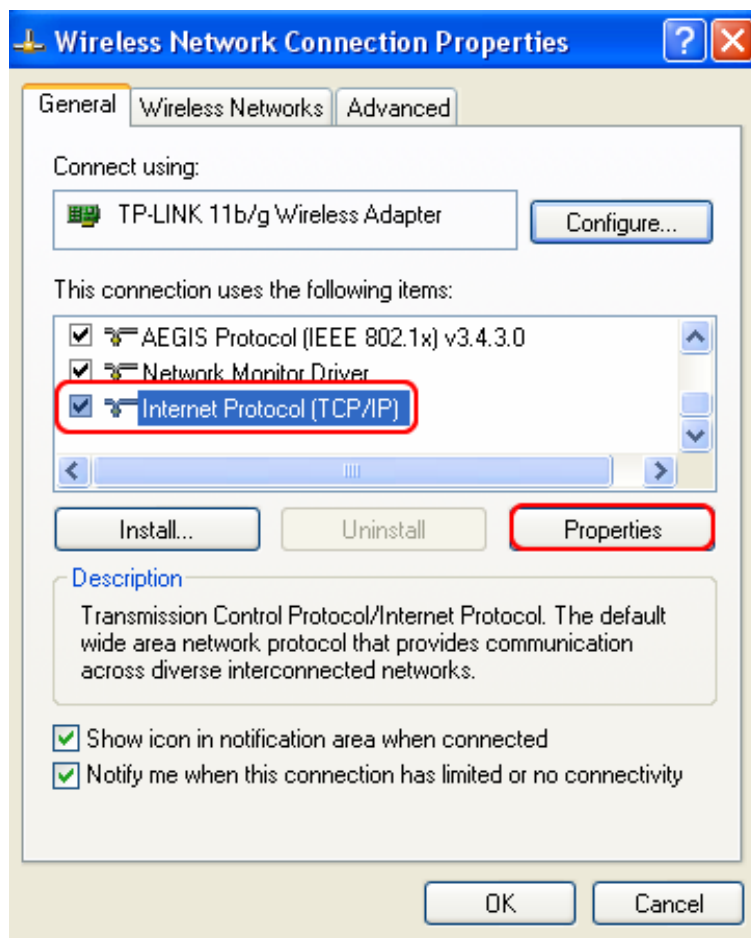 Wireless Network Connection Properties
General
Wireless Networks
Advanced
Connect using:
TP-LINK 11b/g Wireless Adapter
Configure...
This connection uses the following items:
AEGIS Protocol (IEEE 802.1x) v3.4.3.0
Network Monitor Driver
Internet Protocol (TCP/IP)
Install...
Uninstall
Properties
Description
Transmission Control Protocol/Internet Protocol. The default
wide area network protocol that provides communication
across diverse interconnected networks.
Show icon in notification area when connected
Notify me when this connection has limited or no connectivity
OK
Cancel